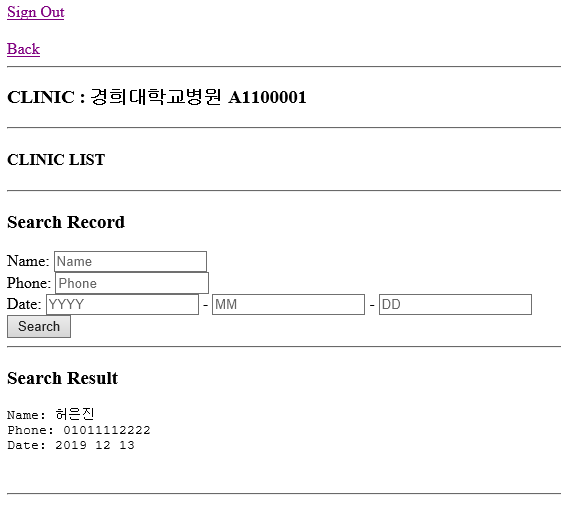 Sign Out
Back
CLINIC : 경희대학교병원 A1100001
CLINIC LIST
Search Record
Name: Name
Phone: Phone
Date: YYYY - MM - DD
Search
Search Result
Name: 허은진
Phone: 01011112222
Date: 2019 12 13